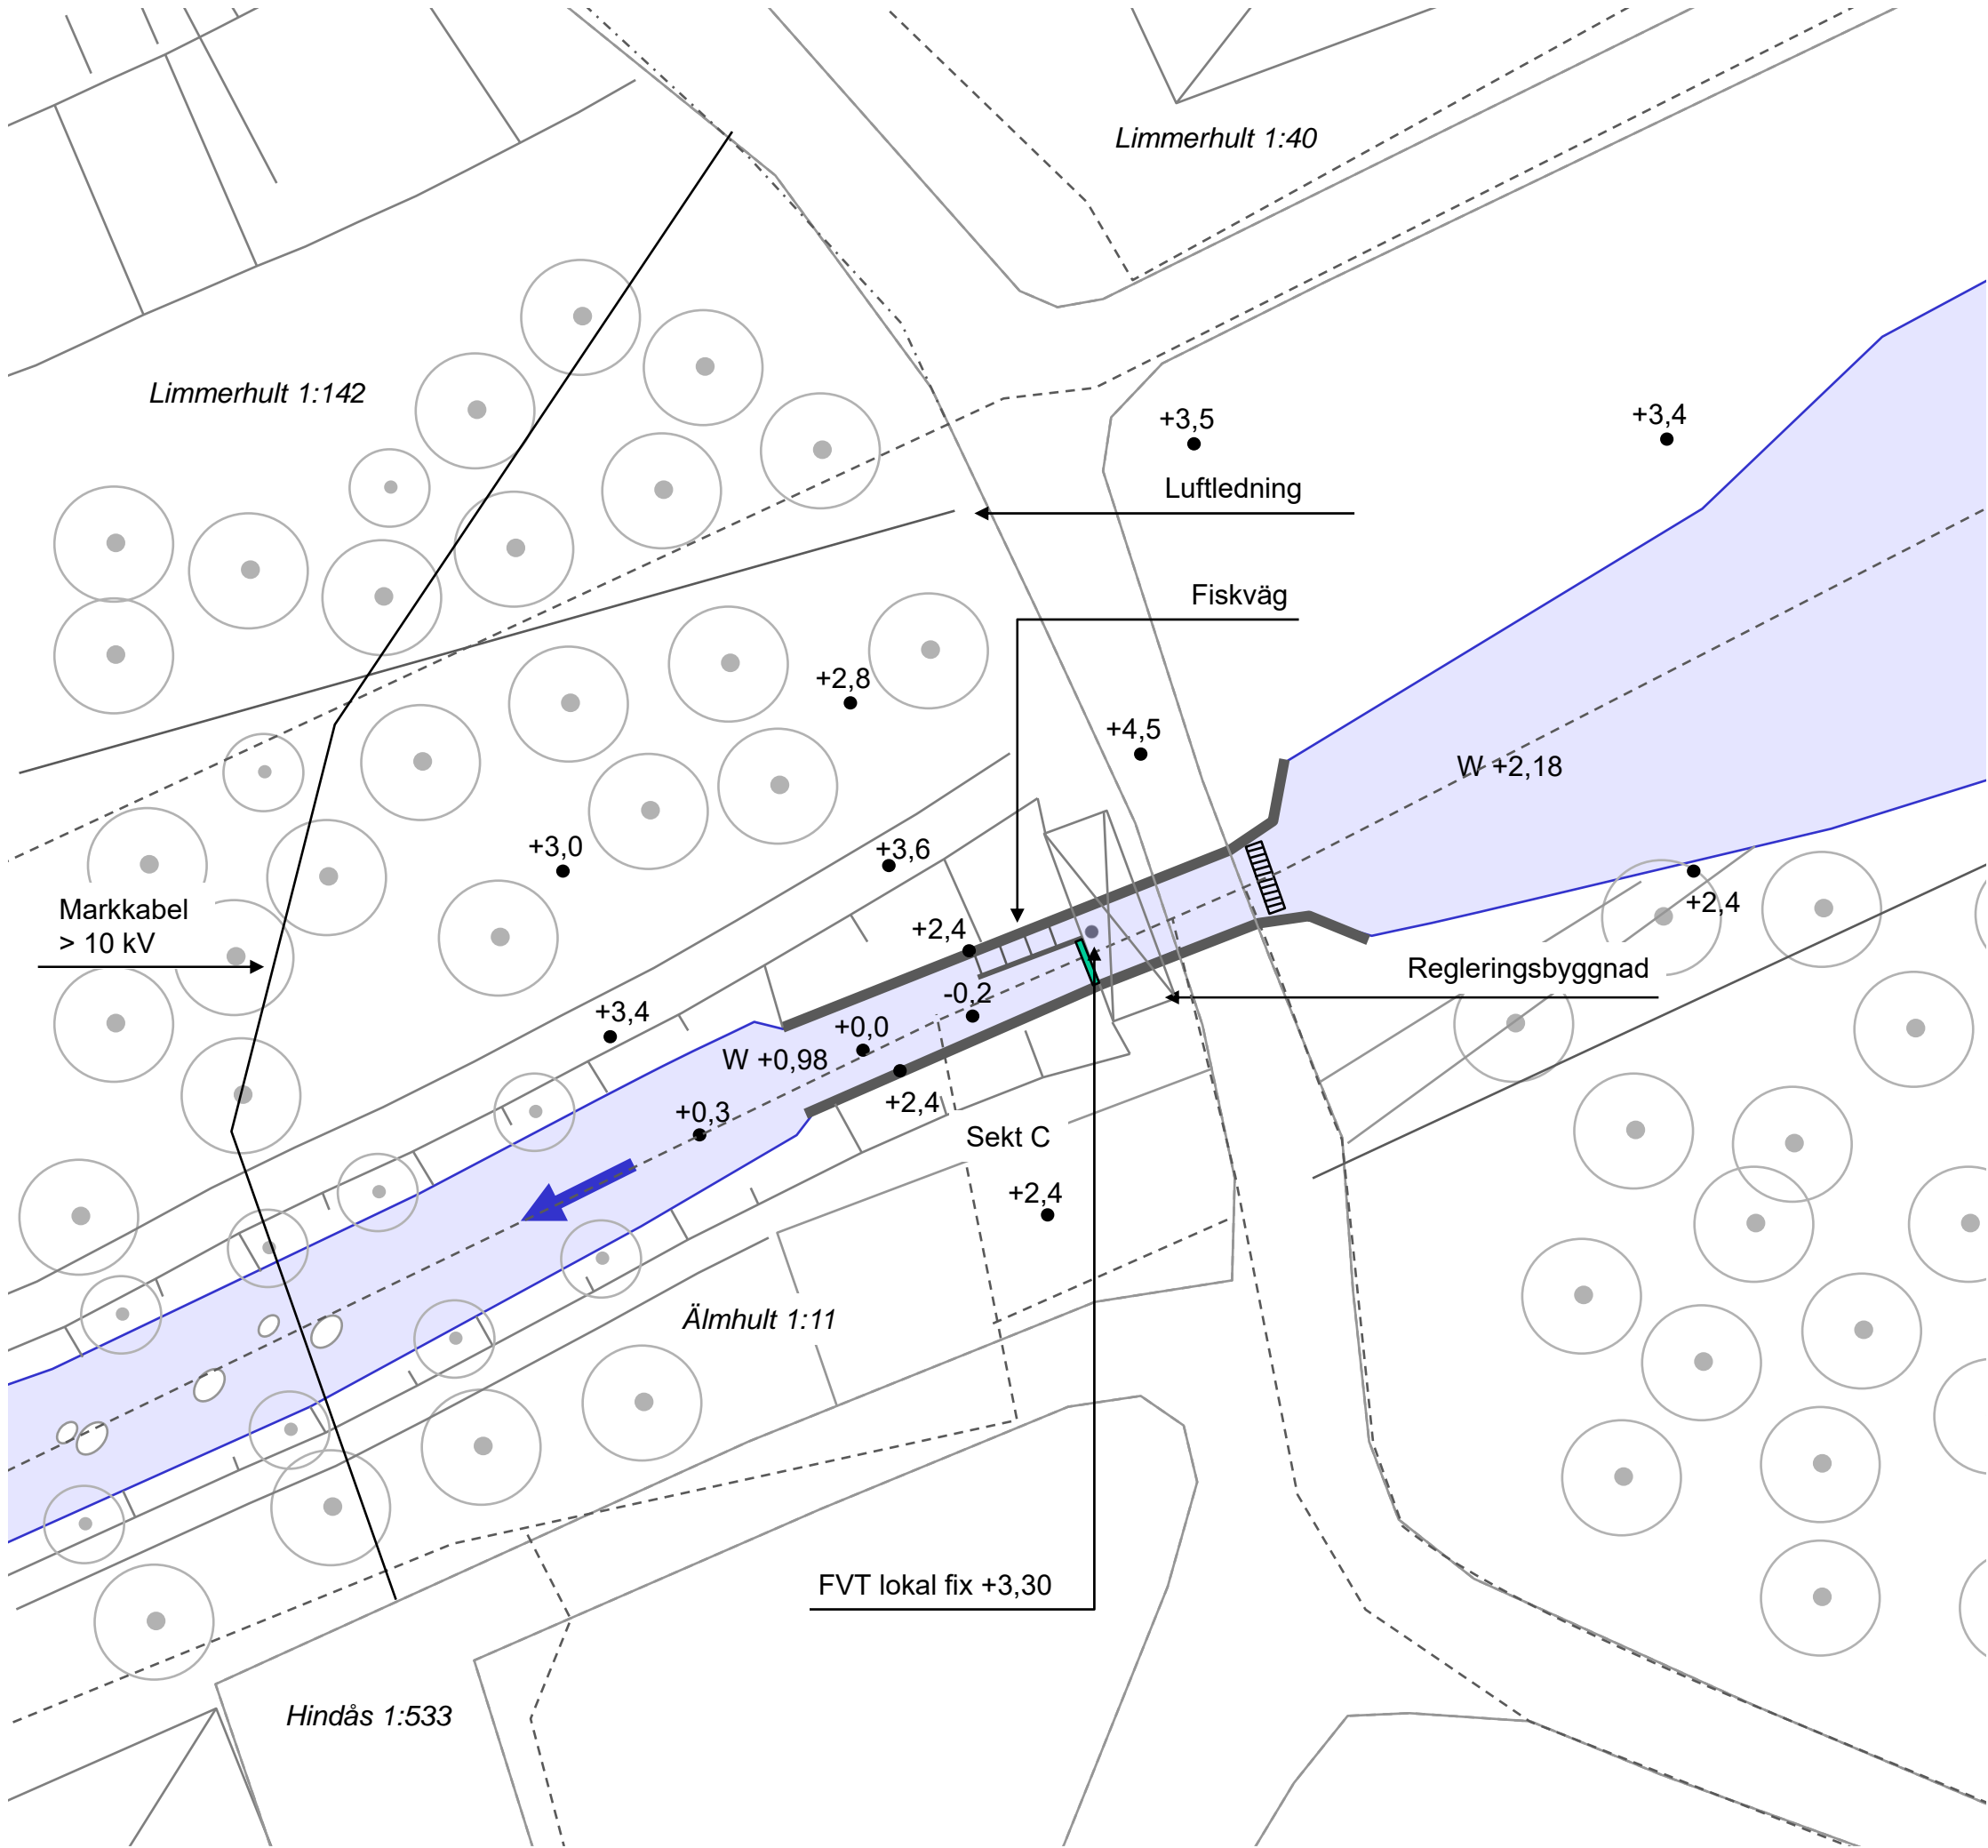 Limmerhult 1:40
Limmerhult 1:142
+3,5
+3,4
Luftledning
Fiskväg
+2,8
+4,5
W +2,18
+3,0
+3,6
Markkabel
> 10 kV
+2,4
+2,4
Regleringsbyggnad
-0,2
+3,4
+0,0
W +0,98
+0,3
+2,4
Sekt C
+2,4
Älmhult 1:11
FVT lokal fix +3,30
Hindås 1:533